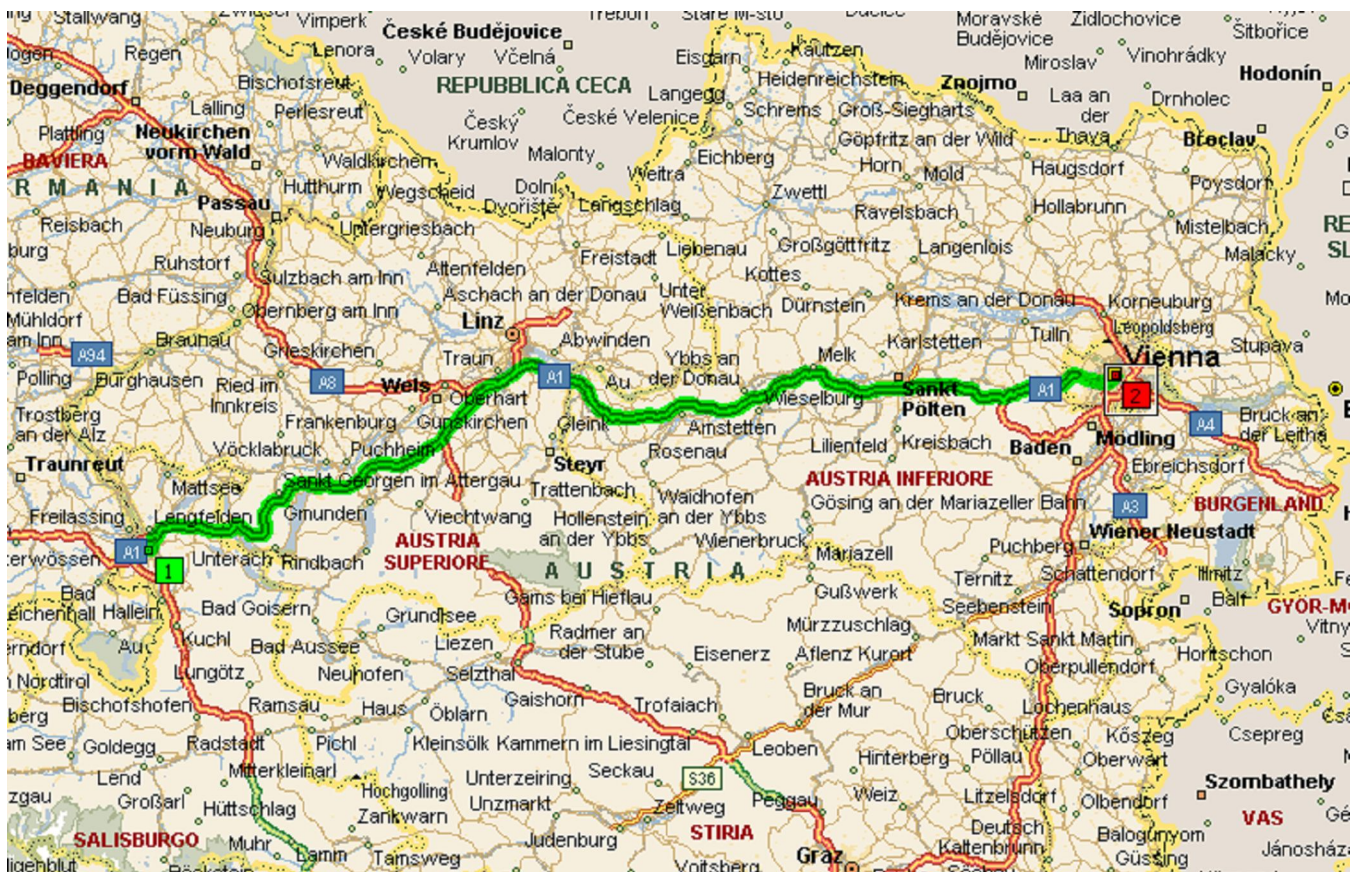 Stallwang
Vimperk
České Budějovice
Moravské
Budějovice
Židlochovice
Šitbořice
Regen
Lenora
Volary
Včelná
Eisgarn
Kautzen
Miroslav
Vinohrádky
Deggendorf
Bischofsreut
REPUBBLICA CECA
Heidenreichstein
Znojmo
Hodonín
Lalling
Perlesreut
Langegg
Schrems
Groß-Siegharts
Laa an
der
Thaya
Drnholec
Plattling
Neukirchen
vorm Wald
Český
Krumlov
České Velenice
Göpfritz an der Wild
Břeclav
BAVIERA
Waldkirchen
Malonty
Eichberg
Horn
Haugsdorf
RMANIA
Hutthurm
Wegscheid
Dolní
Dvořiště
Weitra
Zwettl
Mold
Poysdorf
Reisbach
Passau
Langschlag
Ravelsbach
Hollabrunn
Neuburg
Untergriesbach
Liebenau
Großgöttfritz
Langenlois
Mistelbach
Ruhstorf
Sulzbach am Inn
Altenfelden
Freistadt
Kottes
Malacky
Bad Füssing
Aschach an der Donau
Unter
Weißenbach
Dürnstein
Krems an der Donau
Korneuburg
Mühldorf
am Inn
Obernberg am Inn
Linz
Abwinden
Tulln
Leopoldsberg
Brauhau
Grieskirchen
Traun
Ybbs an
der Donau
Melk
Karlstetten
Vienna
Stupava
A94
Polling
Burghausen
Ried im
Innkreis
A8
Wels
A1
Au
Wieselburg
Sankt
Pölten
A1
2
Trostberg
an der Alz
Frankenburg
Oberhart
Gunskirchen
Gleink
Amstetten
Lilienfeld
Kreisbach
Baden
Mödling
A4
Bruck an
der Leitha
Traunreut
Vöcklabruck
Puchheim
Steyr
Rosenau
Ebreichsdorf
Mattsee
Sankt Georgen im Attergau
Trattenbach
Waidhofen
an der Ybbs
AUSTRIA INFERIORE
Gösing an der Mariazeller Bahn
A3
BURGENLAND
Freilassing
Lengfelden
Gmunden
Viechtwang
Hollenstein
an der Ybbs
Wienerbruck
Wiener Neustadt
A1
1
Unterach
Rindbach
AUSTRIA
SUPERIORE
AUSTRIA
Mariazell
Puchberg
Schattendorf
Illmitz
Bad
Hallein
Bad Goisern
Grundlsee
Gams bei Hieflau
Gußwerk
Ternitz
Seebenstein
Sopron
Balf
Au
Kuchl
Bad Aussee
Liezen
Radmer an
der Stube
Eisenerz
Mürzzuschlag
Aflenz Kurort
Markt Sankt Martin
Horitschon
Lungötz
Neuhofen
Selzthal
Oberpullendorf
Bischofshofen
Ramsau
Haus
Öblarn
Gaishorn
Trofaiach
Bruck an
der Mur
Bruck
Lochenhaus
Gyalóka
Goldegg
Radstadt
Pichl
Kleinsölk
Kammern im Liesingtal
Leoben
Hinterberg
Oberschützen
Pöllau
Kőszeg
Csepreg
Lend
Mitterkleinarl
Hochgolling
Unterzeiring
Seckau
S36
Oberwart
Szombathely
Großarl
Hüttschlag
Zankwarn
Unzmarkt
Zeltweg
Peggau
Weiz
Litzelsdorf
Olbendorf
VAS
SALISBURGO
Muhr
Judenburg
STIRIA
Deutsch
Kaltenbrunn
Balogunyom
Jánosháza
Lamm
Tamsweg
Voitsberg
Graz
Güssing